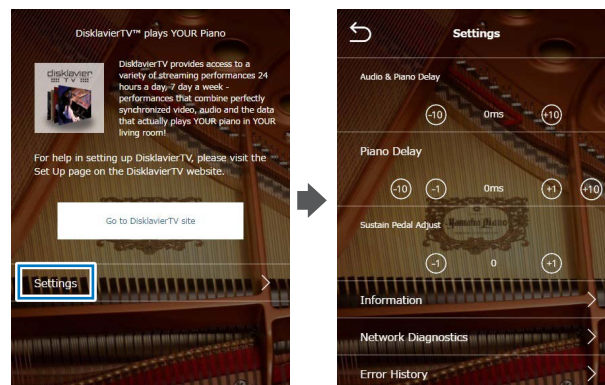 DisklavierTV™ plays YOUR Piano
disklavier
TV
DisklavierTV provides access to a
variety of streaming performances 24
hours a day, 7 day a week -
performances that combine perfectly
synchronized video, audio and the data
that actually plays YOUR piano in YOUR
living room!
For help in setting up DisklavierTV, please visit the
Set Up page on the DisklavierTV website.
Go to DisklavierTV site
Settings
Settings
Audio & Piano Delay
-10 0ms +10
Piano Delay
-10 -1 0ms +1 +10
Yamaha Piano
Sustain Pedal Adjust
-1 0 +1
Information
Network Diagnostics
Error History